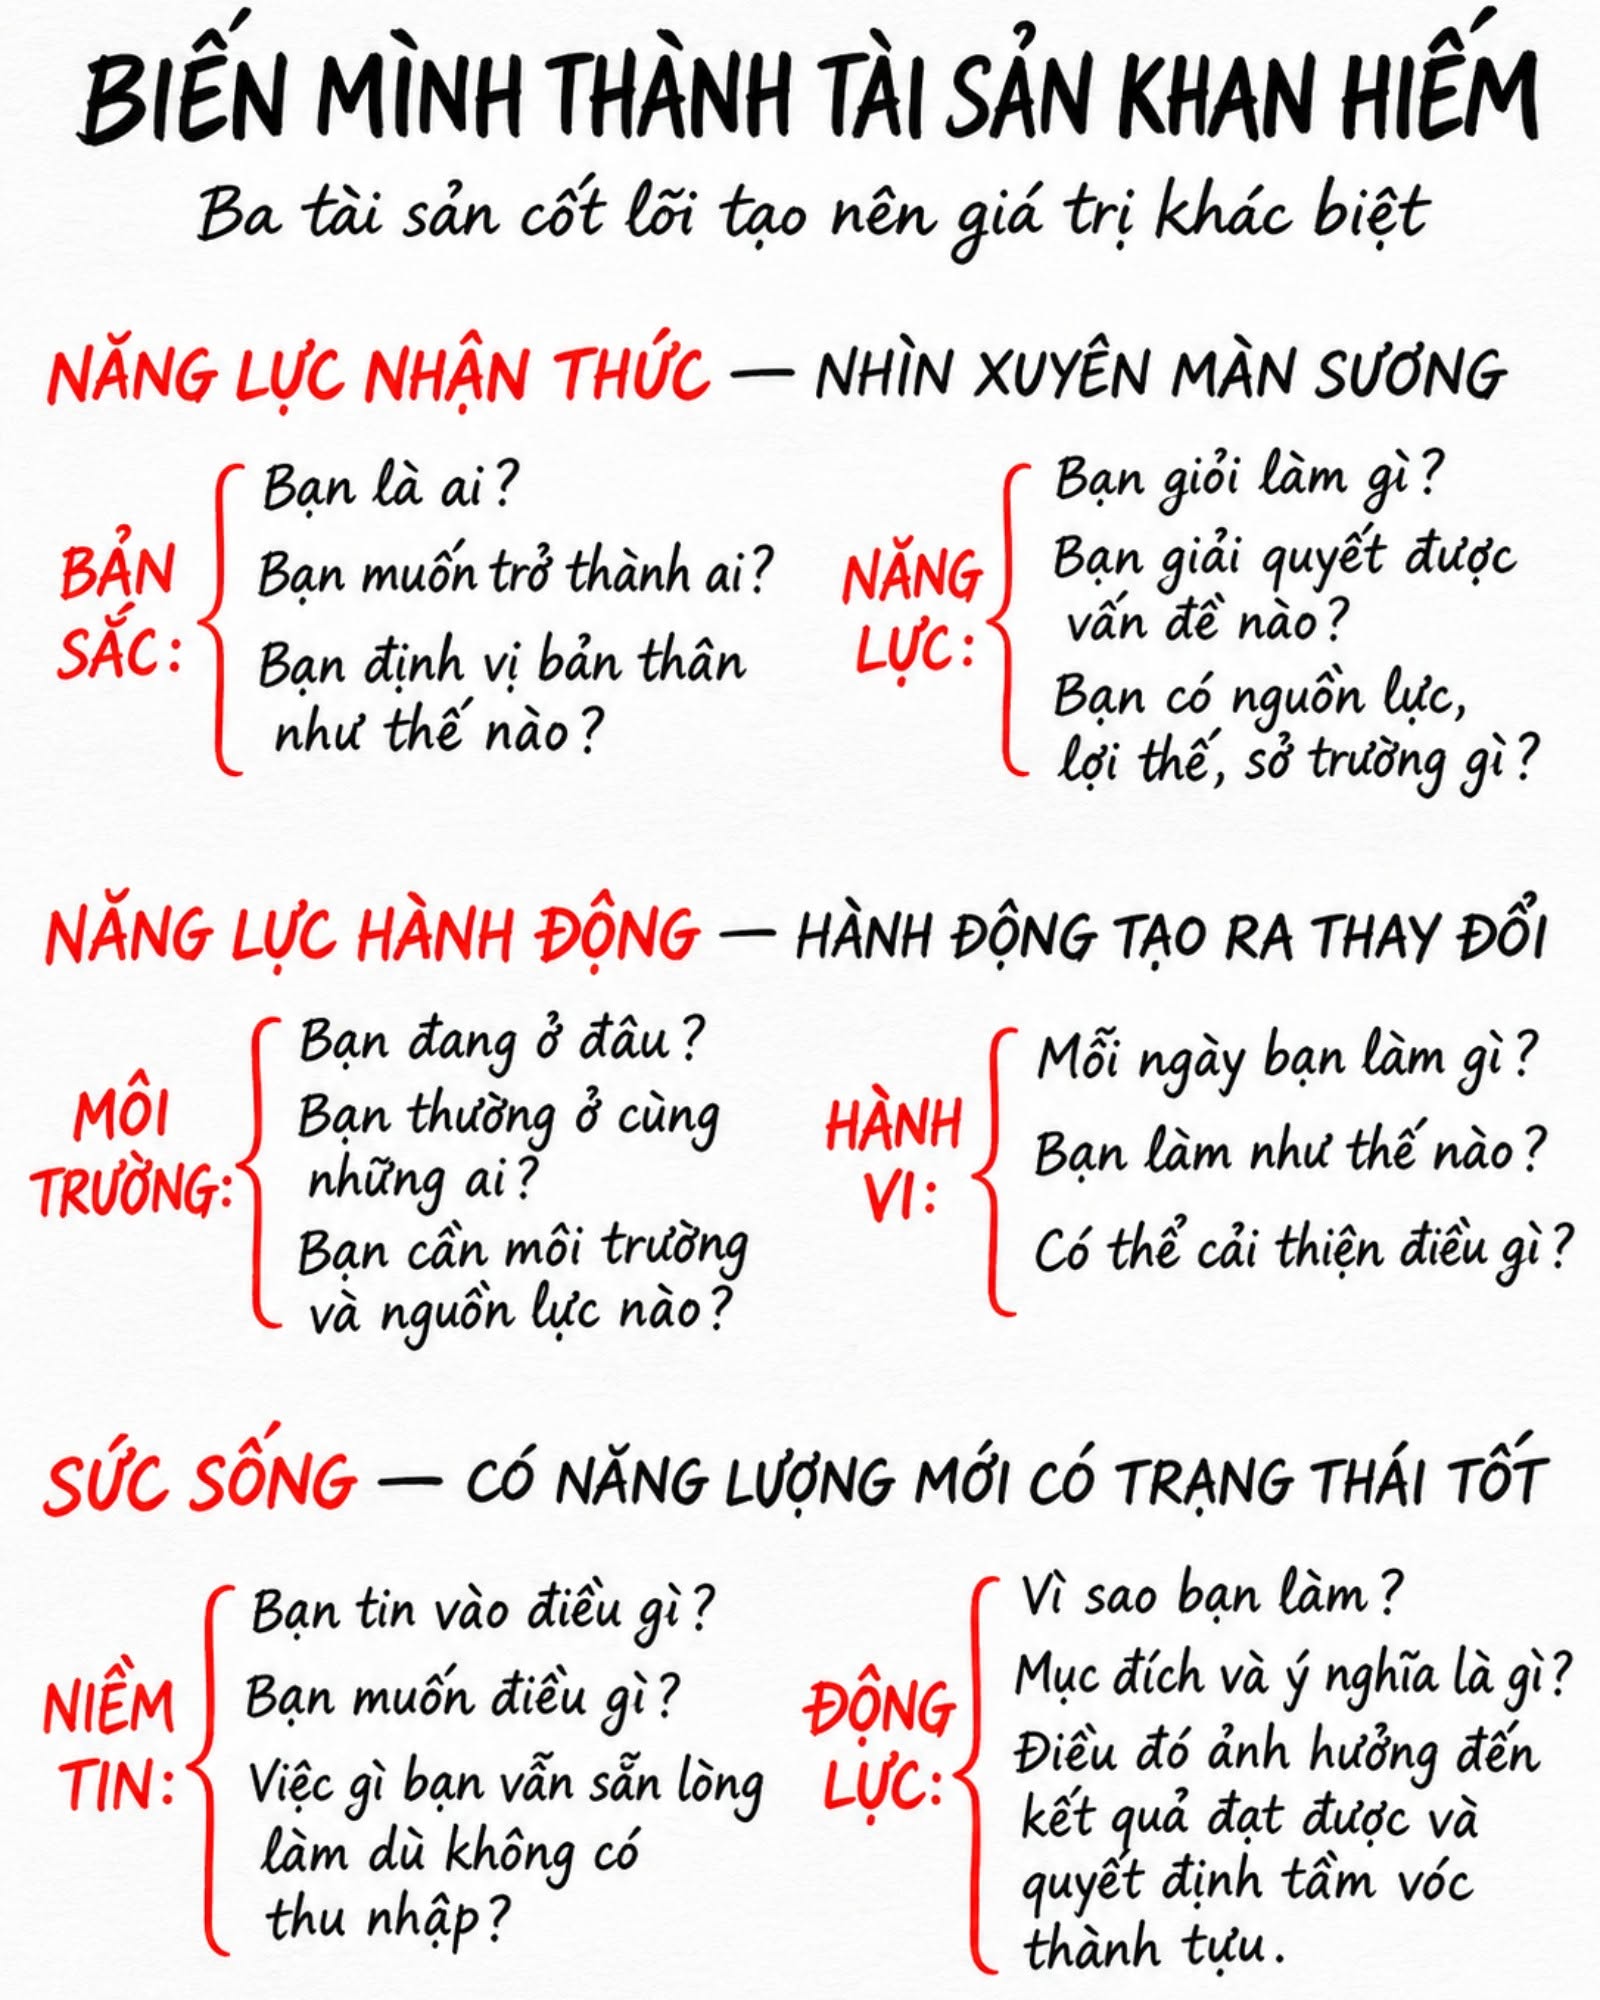 BIẾN MÌNH THÀNH TÀI SẢN KHAN HIẾM
Ba tài sản cốt lõi tạo nên giá trị khác biệt
NĂNG LỰC NHẬN THỨC — NHÌN XUYÊN MÀN SƯƠNG
BẢN
SẮC:
Bạn là ai?
Bạn muốn trở thành ai?
Bạn định vị bản thân
như thế nào?
NĂNG
LỰC:
Bạn giỏi làm gì?
Bạn giải quyết được
vấn đề nào?
Bạn có nguồn lực,
lợi thế, sở trường gì?
NĂNG LỰC HÀNH ĐỘNG — HÀNH ĐỘNG TẠO RA THAY ĐỔI
MÔI
TRƯỜNG:
Bạn đang ở đâu?
Bạn thường ở cùng
những ai?
Bạn cần môi trường
và nguồn lực nào?
HÀNH
VI:
Mỗi ngày bạn làm gì?
Bạn làm như thế nào?
Có thể cải thiện điều gì?
SỨC SỐNG — CÓ NĂNG LƯỢNG MỚI CÓ TRẠNG THÁI TỐT
NIỀM
TIN:
Bạn tin vào điều gì?
Bạn muốn điều gì?
Việc gì bạn vẫn sẵn lòng
làm dù không có
thu nhập?
ĐỘNG
LỰC:
Vì sao bạn làm?
Mục đích và ý nghĩa là gì?
Điều đó ảnh hưởng đến
kết quả đạt được và
quyết định tầm vóc
thành tựu.